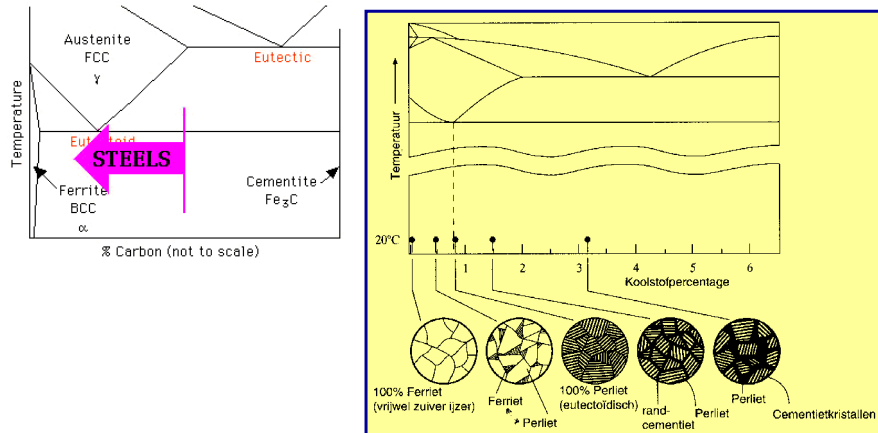 Austenite
FCC
γ
Eutectic
Temperature
STEELS
Ferrite
BCC
α
Cementite
Fe₃C
% Carbon (not to scale)
Temperatuur
20°C
1 2 3 4 5 6
Koolstofpercentage
100% Ferriet
(vrijwel zuiver ijzer)
Ferriet
Perliet
100% Perliet
(eutectoïdisch)
rand-
cementiet
Perliet
Perliet
Cementietkristallen